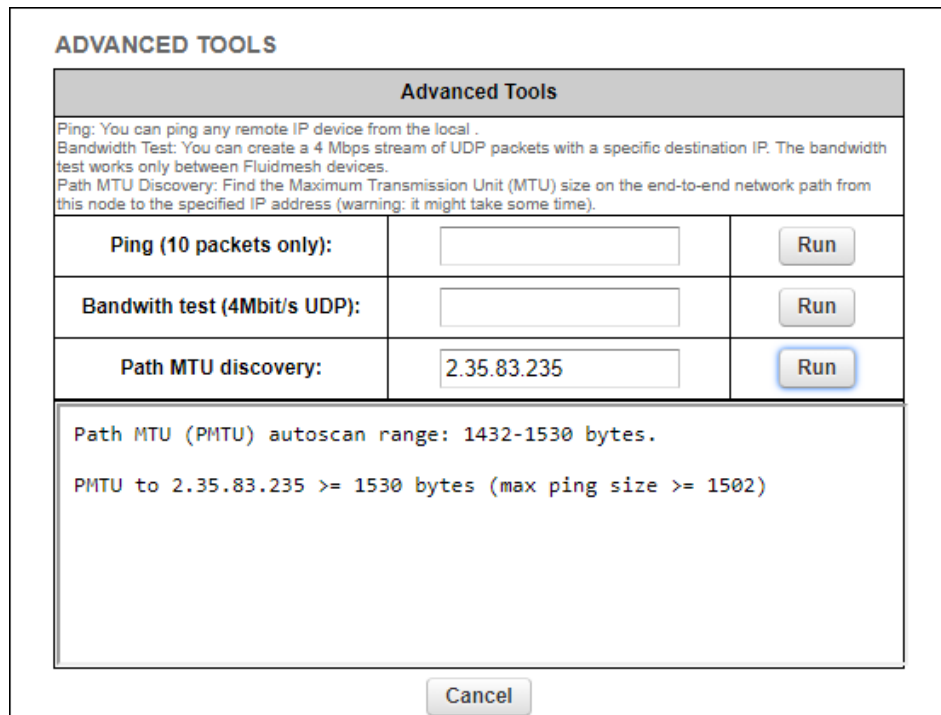 ADVANCED TOOLS
Advanced Tools
Ping: You can ping any remote IP device from the local .
Bandwidth Test: You can create a 4 Mbps stream of UDP packets with a specific destination IP. The bandwidth
test works only between Fluidmesh devices.
Path MTU Discovery: Find the Maximum Transmission Unit (MTU) size on the end-to-end network path from
this node to the specified IP address (warning: it might take some time).
Ping (10 packets only): Run
Bandwith test (4Mbit/s UDP): Run
Path MTU discovery: 2.35.83.235 Run
Path MTU (PMTU) autoscan range: 1432-1530 bytes.
PMTU to 2.35.83.235 >= 1530 bytes (max ping size >= 1502)
Cancel